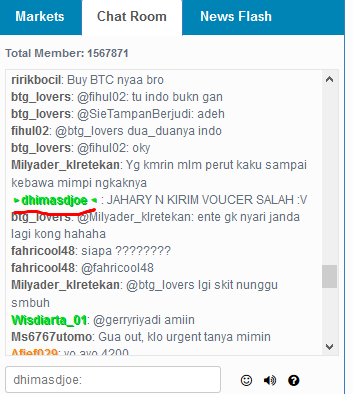 Markets Chat Room News Flash
Total Member: 1567871
ririkbocil: Buy BTC nyaa bro
btg_lovers: @fihul02: tu indo bukn gan
btg_lovers: @SieTampanBerjudi: adeh
fihul02: @btg_lovers dua_duanya indo
btg_lovers: @fihul02: oky
Milyader_klretekan: Yg kmrin mlm perut kaku sampai
kebawa mimpi ngkaknya
dhimasdjoe : JAHARY N KIRIM VOUCER SALAH :V
btg_lovers: @Milyader_klretekan: ente gk nyari janda
lagi kong hahaha
fahricool48: siapa ????????
fahricool48: @fahricool48
Milyader_klretekan: @btg_lovers lgi skit nunggu
smbuh
Wisdiarta_01: @gerryriyadi amiin
Ms6767utomo: Gua out, klo urgent tanya mimin
Afief029: yo ayo 4200
dhimasdjoe: